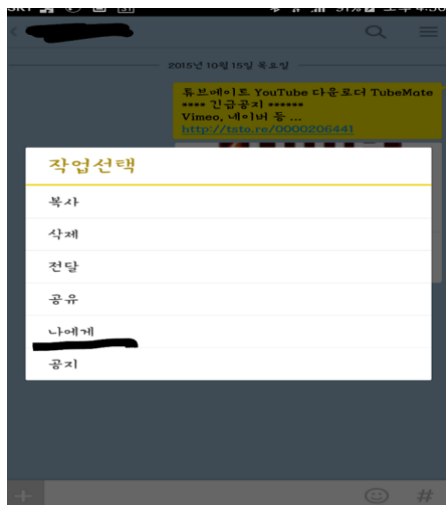 2015년 10월 15일 목요일
튜브메이트 YouTube 다운로더 TubeMate
**** 긴급공지 ******
Vimeo, 네이버 등 ...
http://tsto.re/0000206441
작업선택
복사
삭제
전달
공유
나에게
공지
#